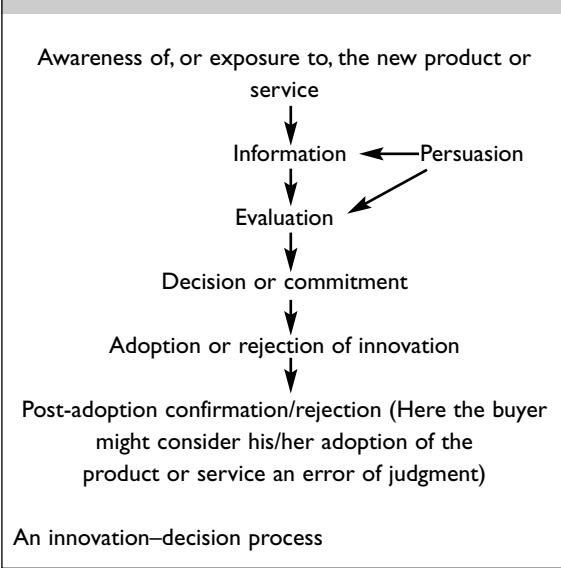 Awareness of, or exposure to, the new product or
service
Information Persuasion
Evaluation
Decision or commitment
Adoption or rejection of innovation
Post-adoption confirmation/rejection (Here the buyer
might consider his/her adoption of the
product or service an error of judgment)
An innovation–decision process